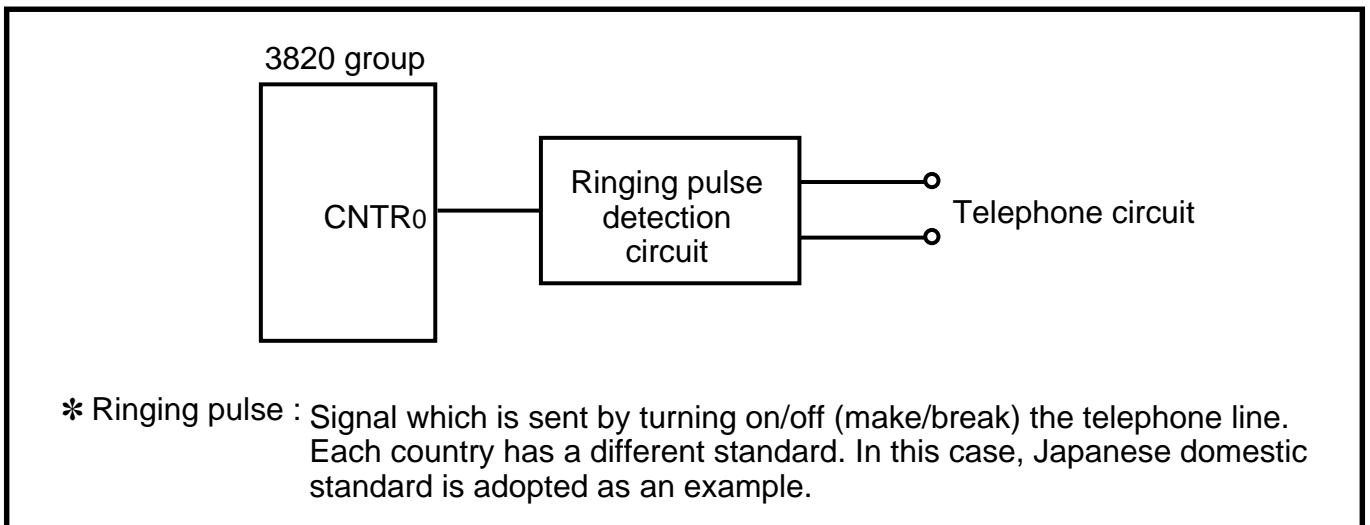 3820 group
CNTR0
Ringing pulse
detection
circuit
Telephone circuit
✽ Ringing pulse : Signal which is sent by turning on/off (make/break) the telephone line.
Each country has a different standard. In this case, Japanese domestic
standard is adopted as an example.